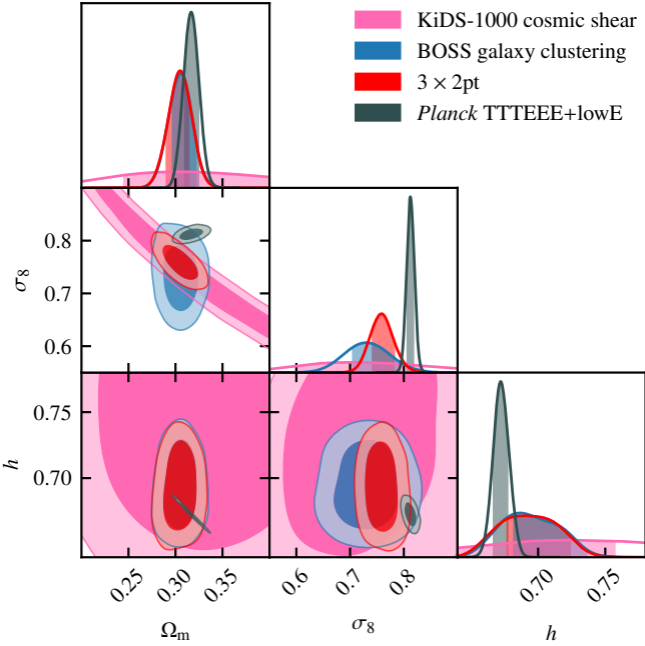 KiDS-1000 cosmic shear
BOSS galaxy clustering
3 × 2pt
Planck TTTEEE+lowE
σ₈
0.8
0.7
0.6
h
0.75
0.70
0.25
0.30
0.35
Ωₘ
0.6
0.7
0.8
σ₈
0.70
0.75
h